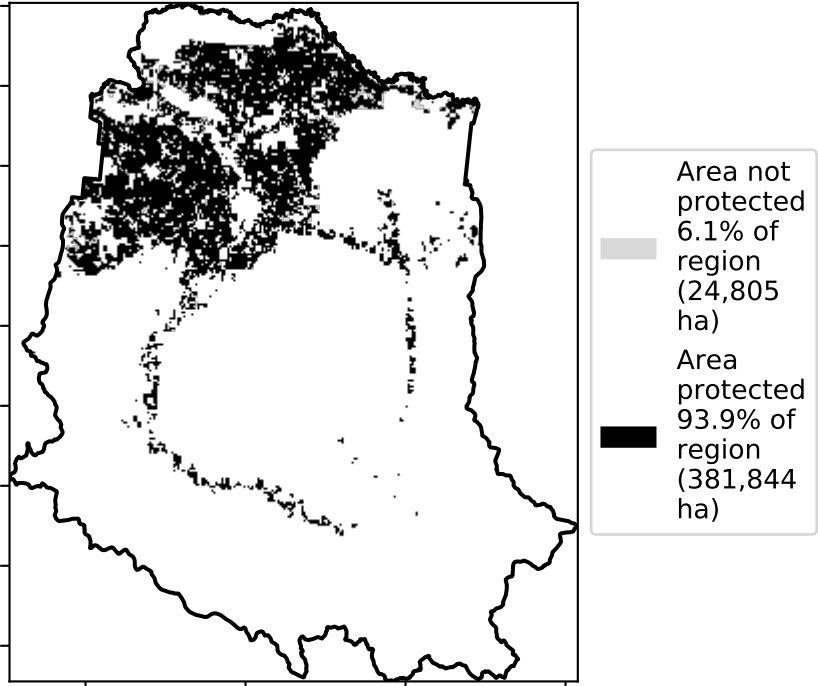 Area not
protected
6.1% of
region
(24,805
ha)
Area
protected
93.9% of
region
(381,844
ha)